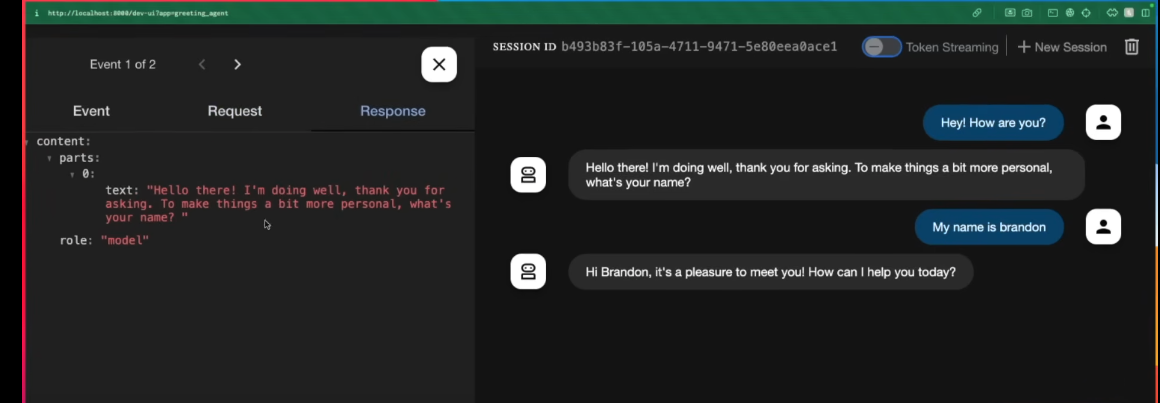 i http://localhost:8000/dev-ui?app=greeting_agent
SESSION ID b493b83f-105a-4711-9471-5e80eea0ace1
Token Streaming
New Session
Event 1 of 2
Event Request Response
content:
parts:
0:
text: "Hello there! I'm doing well, thank you for
asking. To make things a bit more personal, what's
your name? "
role: "model"
Hey! How are you?
Hello there! I'm doing well, thank you for asking. To make things a bit more personal,
what's your name?
My name is brandon
Hi Brandon, it's a pleasure to meet you! How can I help you today?